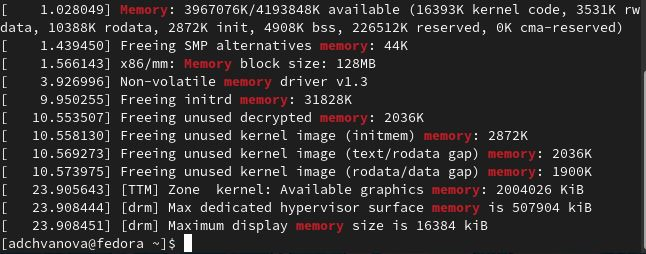 [    1.028049] Memory: 3967076K/4193848K available (16393K kernel code, 3531K rw
data, 10388K rodata, 2872K init, 4908K bss, 226512K reserved, 0K cma-reserved)
[    1.439450] Freeing SMP alternatives memory: 44K
[    1.566143] x86/mm: Memory block size: 128MB
[    3.926996] Non-volatile memory driver v1.3
[    9.950255] Freeing initrd memory: 31828K
[   10.553507] Freeing unused decrypted memory: 2036K
[   10.558130] Freeing unused kernel image (initmem) memory: 2872K
[   10.569273] Freeing unused kernel image (text/rodata gap) memory: 2036K
[   10.573975] Freeing unused kernel image (rodata/data gap) memory: 1900K
[   23.905643] [TTM] Zone  kernel: Available graphics memory: 2004026 KiB
[   23.908444] [drm] Max dedicated hypervisor surface memory is 507904 kiB
[   23.908451] [drm] Maximum display memory size is 16384 kiB
[adchvanova@fedora ~]$